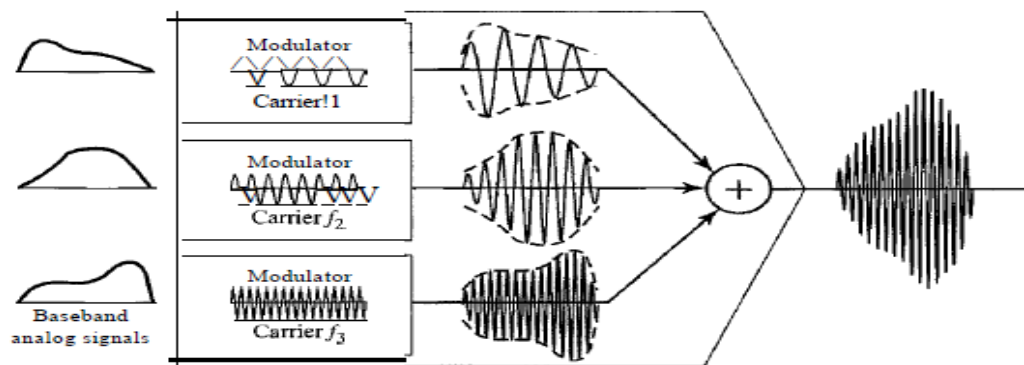 Modulator
Carrier!1
Modulator
Carrier f₂
Modulator
Carrier f₃
Baseband
analog signals
+